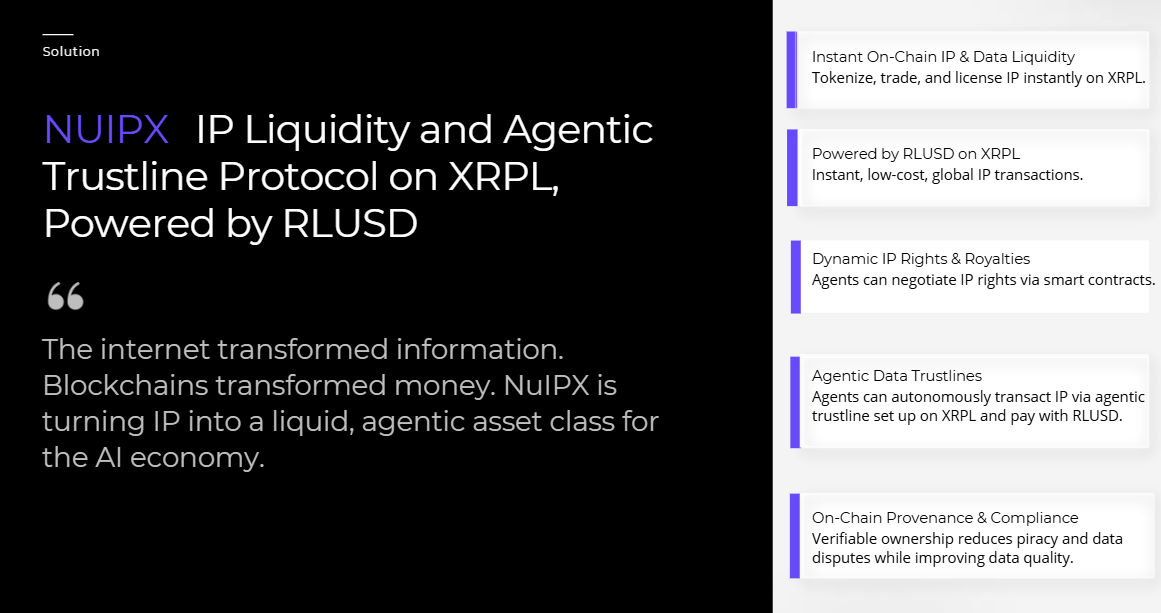 Solution
NUIPX IP Liquidity and Agentic
Trustline Protocol on XRPL,
Powered by RLUSD
“
The internet transformed information.
Blockchains transformed money. NuIPX is
turning IP into a liquid, agentic asset class for
the AI economy.
Instant On-Chain IP & Data Liquidity
Tokenize, trade, and license IP instantly on XRPL.
Powered by RLUSD on XRPL
Instant, low-cost, global IP transactions.
Dynamic IP Rights & Royalties
Agents can negotiate IP rights via smart contracts.
Agentic Data Trustlines
Agents can autonomously transact IP via agentic
trustline set up on XRPL and pay with RLUSD.
On-Chain Provenance & Compliance
Verifiable ownership reduces piracy and data
disputes while improving data quality.